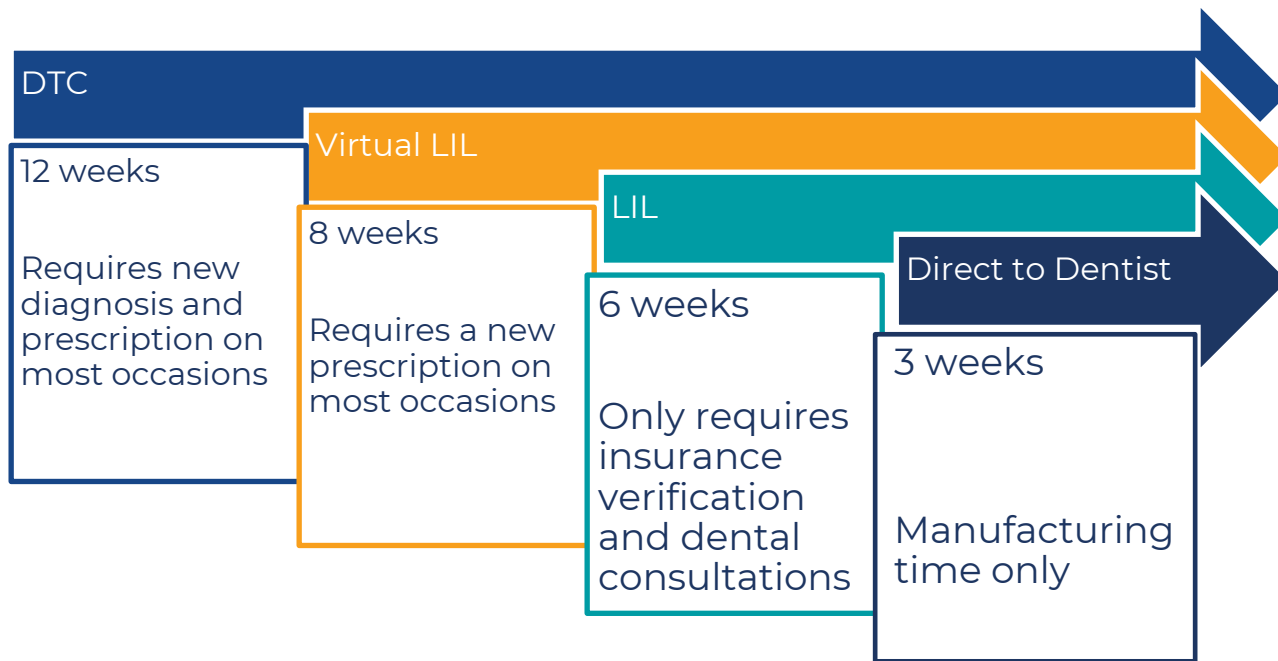 DTC
12 weeks
Requires new
diagnosis and
prescription on
most occasions
Virtual LIL
8 weeks
Requires a new
prescription on
most occasions
LIL
6 weeks
Only requires
insurance
verification
and dental
consultations
Direct to Dentist
3 weeks
Manufacturing
time only